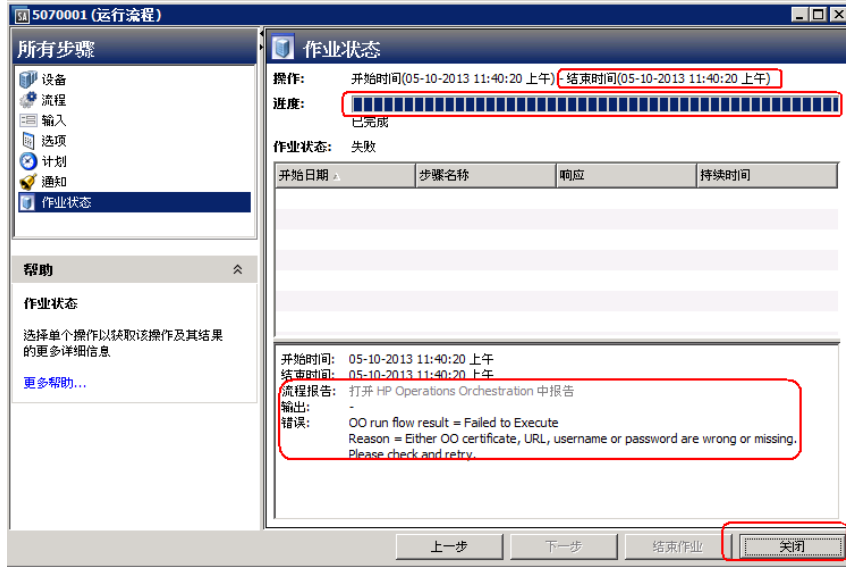 SA 5070001 (运行流程)
所有步骤
设备
流程
输入
选项
计划
通知
作业状态
帮助
作业状态
选择单个操作以获取该操作及其结果
的更多详细信息
更多帮助...
作业状态
操作: 开始时间(05-10-2013 11:40:20 上午) - 结束时间(05-10-2013 11:40:20 上午)
进度:
已完成
作业状态: 失败
开始日期 步骤名称 响应 持续时间
开始时间: 05-10-2013 11:40:20 上午
结束时间: 05-10-2013 11:40:20 上午
流程报告: 打开 HP Operations Orchestration 中报告
输出: -
错误: OO run flow result = Failed to Execute
Reason = Either OO certificate, URL, username or password are wrong or missing.
Please check and retry.
上一步 下一步 结束作业 关闭